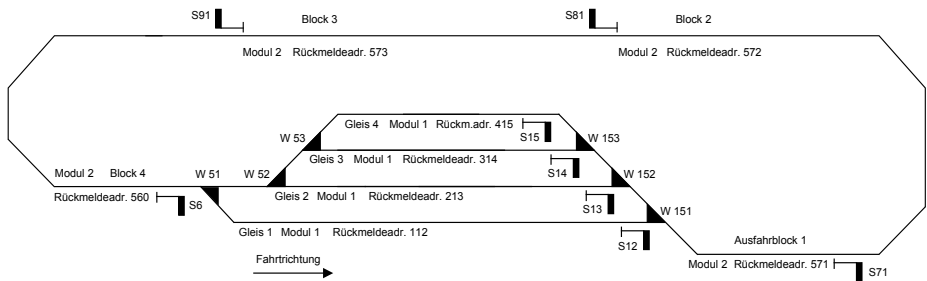 S91
Block 3
S81
Block 2
Modul 2 Rückmeldeadr. 573
Modul 2 Rückmeldeadr. 572
Gleis 4 Modul 1 Rückm.adr. 415
W 53
S15
W 153
Gleis 3 Modul 1 Rückmeldeadr. 314
S14
Modul 2 Block 4
W 51
W 52
W 152
Rückmeldeadr. 560
S6
Gleis 2 Modul 1 Rückmeldeadr. 213
S13
W 151
Gleis 1 Modul 1 Rückmeldeadr. 112
S12
Ausfahrblock 1
Fahrtrichtung
Modul 2 Rückmeldeadr. 571
S71